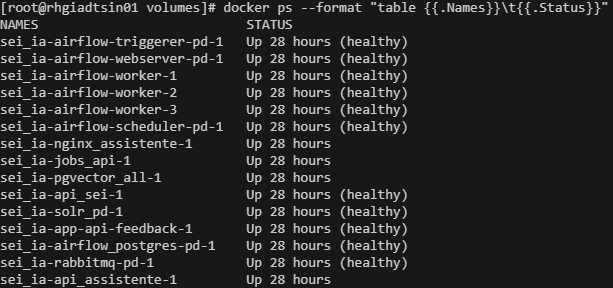 [root@rhgiadtsin01 volumes]# docker ps --format "table {{.Names}}\t{{.Status}}"
NAMES                          STATUS
sei_ia-airflow-triggerer-pd-1   Up 28 hours (healthy)
sei_ia-airflow-webserver-pd-1   Up 28 hours (healthy)
sei_ia-airflow-worker-1         Up 28 hours (healthy)
sei_ia-airflow-worker-2         Up 28 hours (healthy)
sei_ia-airflow-worker-3         Up 28 hours (healthy)
sei_ia-airflow-scheduler-pd-1   Up 28 hours (healthy)
sei_ia-nginx_assistente-1       Up 28 hours
sei_ia-jobs_api-1               Up 28 hours
sei_ia-pgvector_all-1           Up 28 hours
sei_ia-api_sei-1                Up 28 hours (healthy)
sei_ia-solr_pd-1                Up 28 hours (healthy)
sei_ia-app-api-feedback-1       Up 28 hours (healthy)
sei_ia-airflow_postgres-pd-1    Up 28 hours (healthy)
sei_ia-rabbitmq-pd-1            Up 28 hours (healthy)
sei_ia-api_assistente-1         Up 28 hours